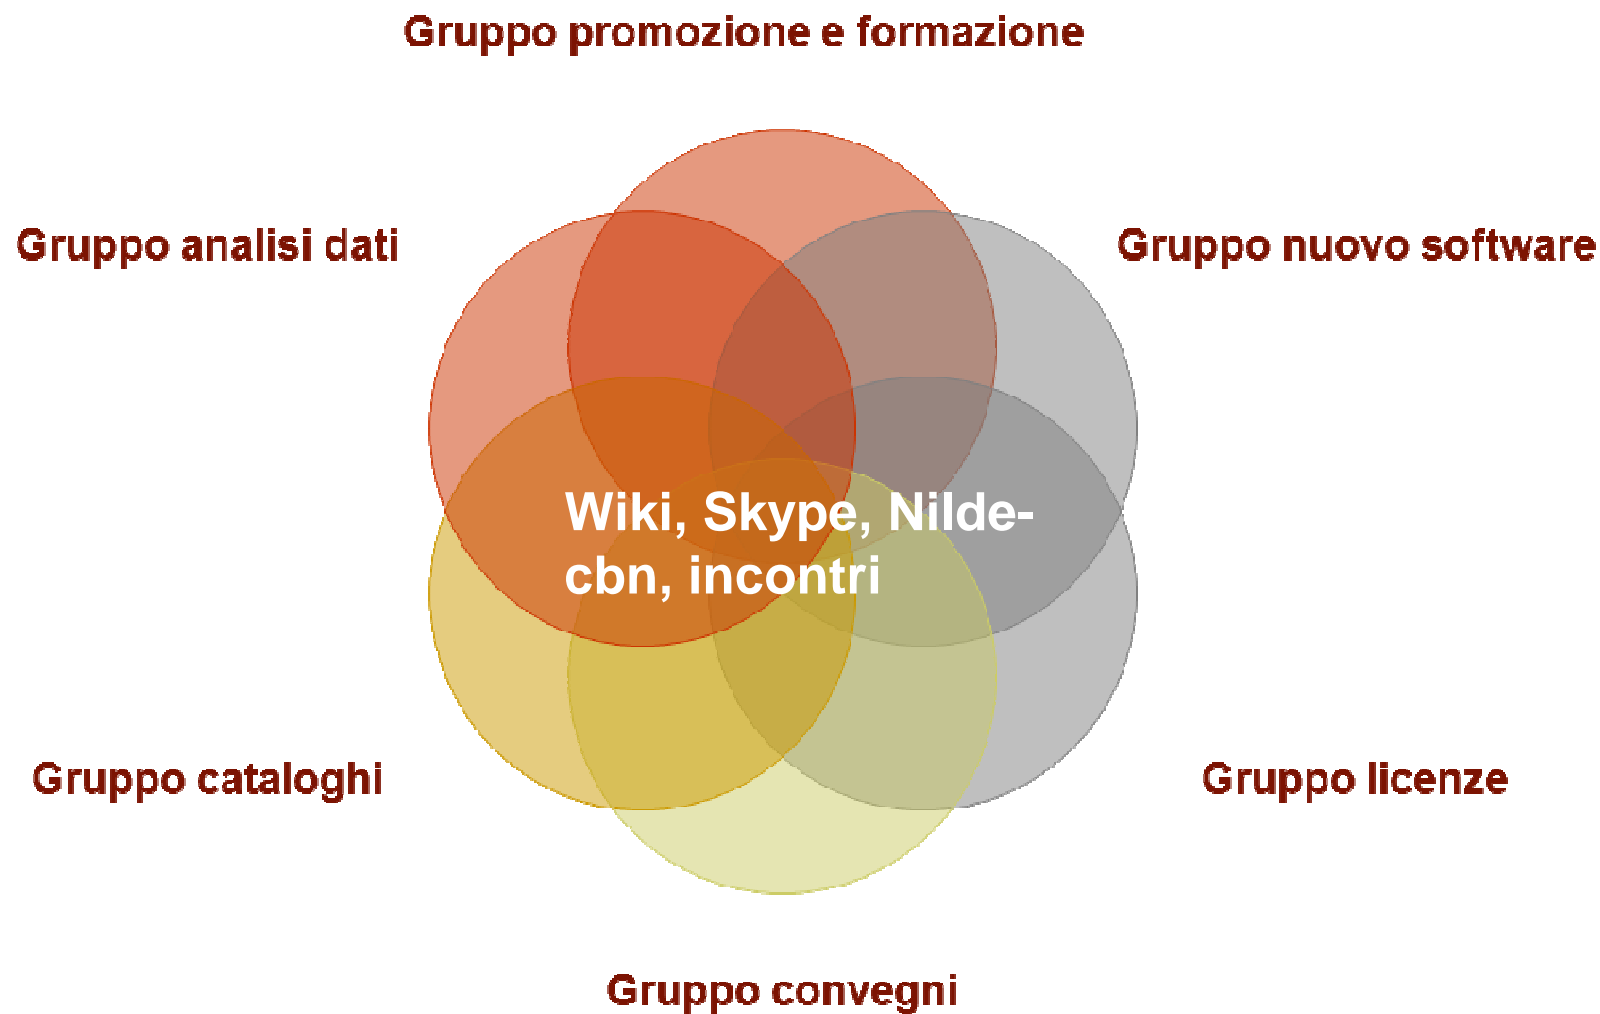 Gruppo promozione e formazione
Gruppo analisi dati
Gruppo nuovo software
Wiki, Skype, Nilde-
cbn, incontri
Gruppo cataloghi
Gruppo licenze
Gruppo convegni